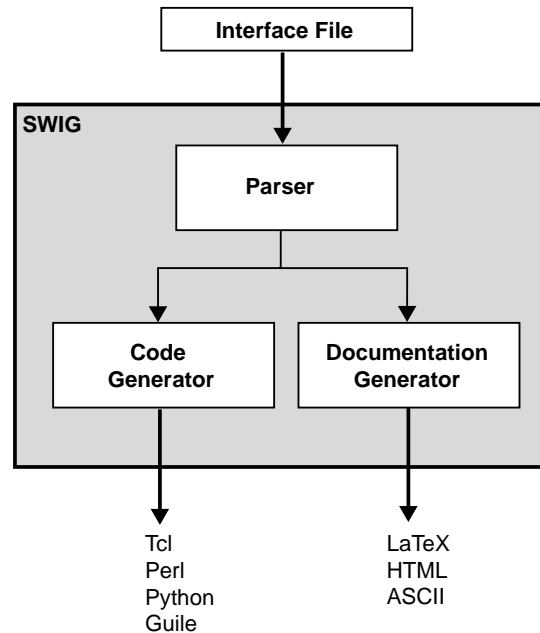 Interface File
SWIG
Parser
Code
Generator
Documentation
Generator
Tcl
Perl
Python
Guile
LaTeX
HTML
ASCII